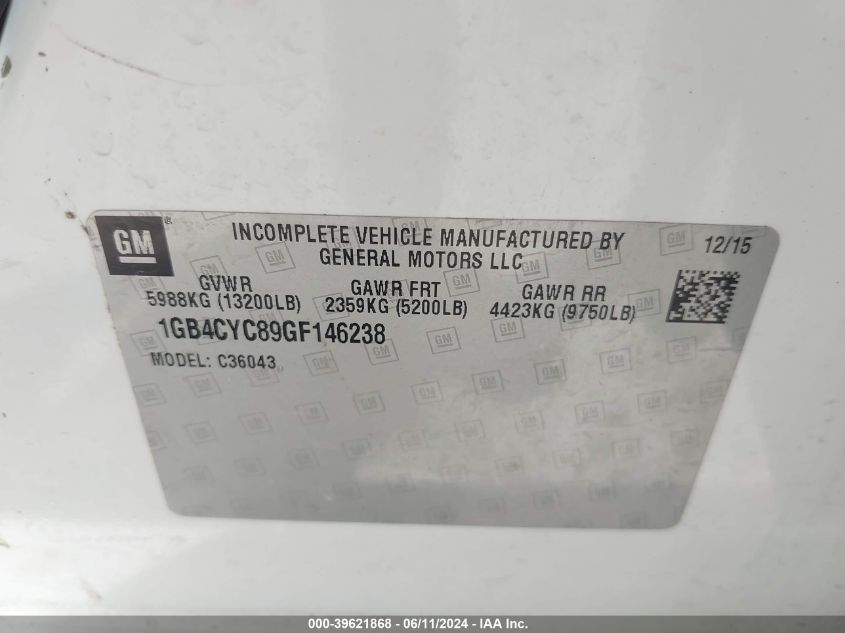 GM ®
INCOMPLETE VEHICLE MANUFACTURED BY
GENERAL MOTORS LLC
12/15
GVWR GAWR FRT GAWR RR
5988KG (13200LB) 2359KG (5200LB) 4423KG (9750LB)
1GB4CYC89GF146238
MODEL: C36043
000-39621868 - 06/11/2024 - IAA Inc.